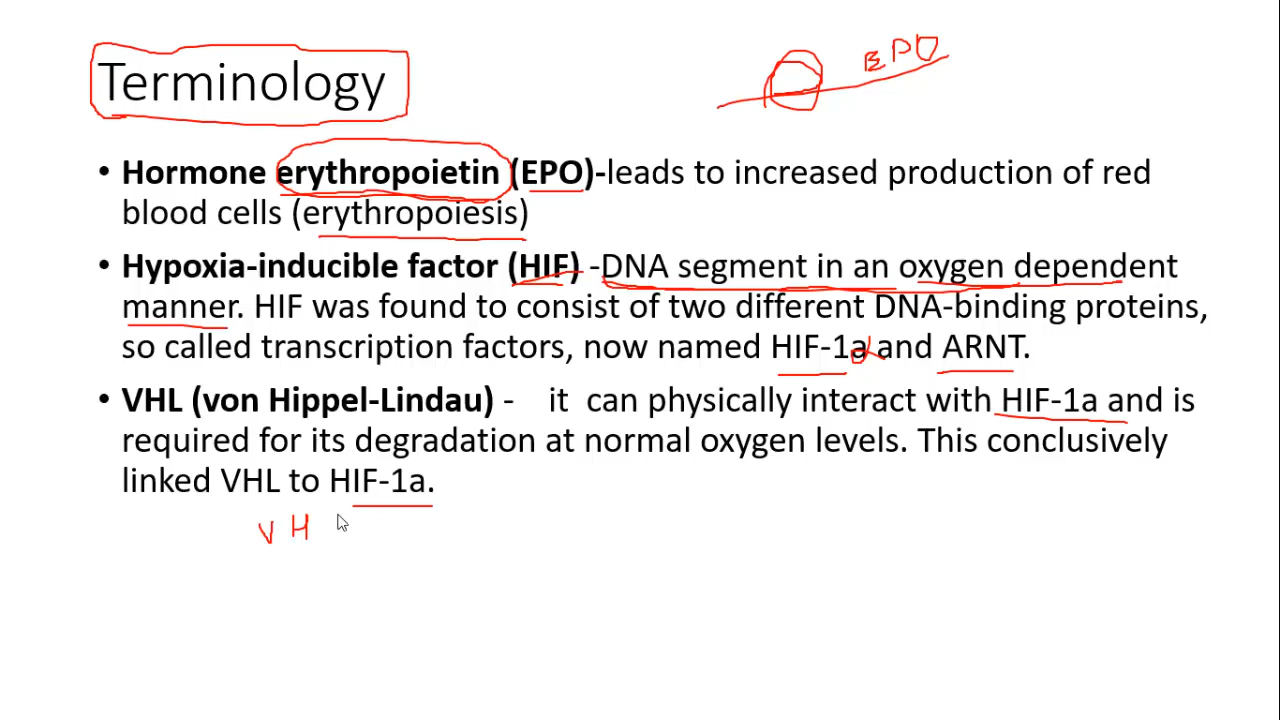 Terminology
EPO
• Hormone erythropoietin (EPO)-leads to increased production of red
blood cells (erythropoiesis)
• Hypoxia-inducible factor (HIF) -DNA segment in an oxygen dependent
manner. HIF was found to consist of two different DNA-binding proteins,
so called transcription factors, now named HIF-1a and ARNT.
• VHL (von Hippel-Lindau) - it can physically interact with HIF-1a and is
required for its degradation at normal oxygen levels. This conclusively
linked VHL to HIF-1a.
V H